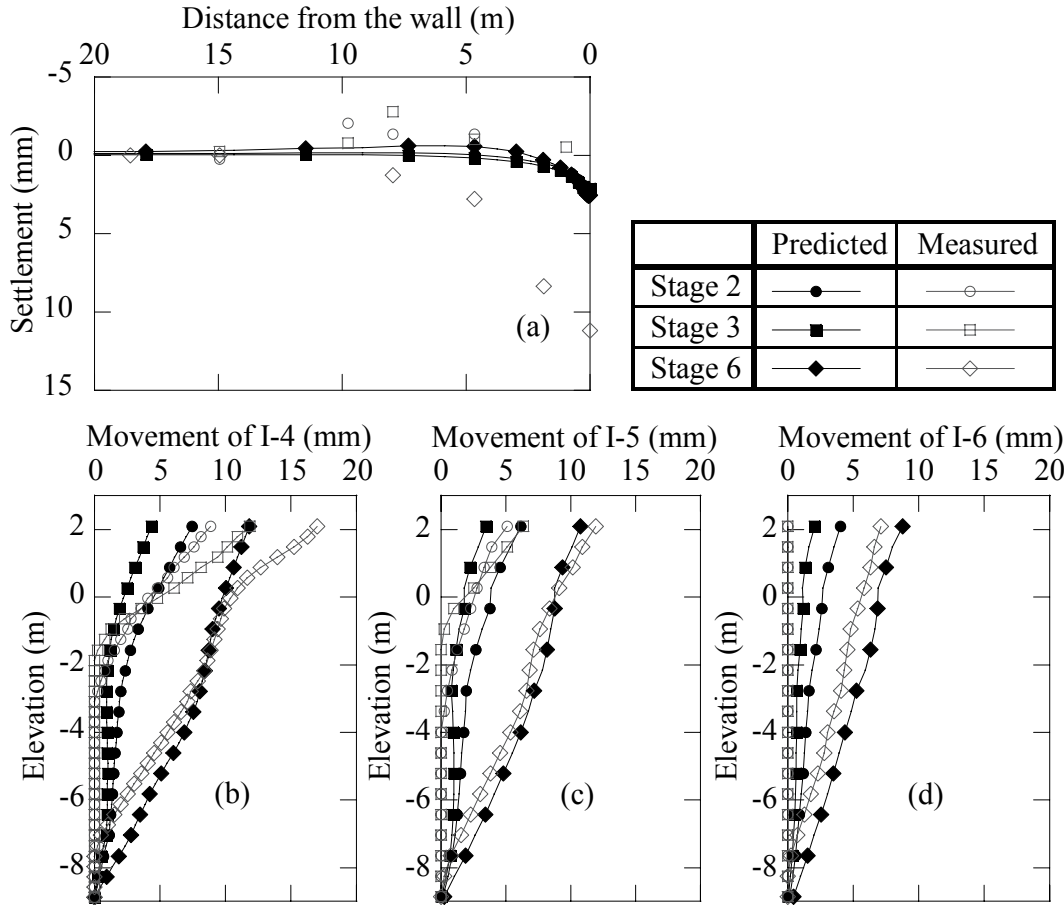 Distance from the wall (m)
20 15 10 5 0
-5
0
5
10
15
Settlement (mm)
(a)
Predicted Measured
Stage 2
Stage 3
Stage 6
Movement of I-4 (mm)
0 5 10 15 20
2
0
-2
-4
-6
-8
Elevation (m)
(b)
Movement of I-5 (mm)
0 5 10 15 20
2
0
-2
-4
-6
-8
Elevation (m)
(c)
Movement of I-6 (mm)
0 5 10 15 20
2
0
-2
-4
-6
-8
Elevation (m)
(d)